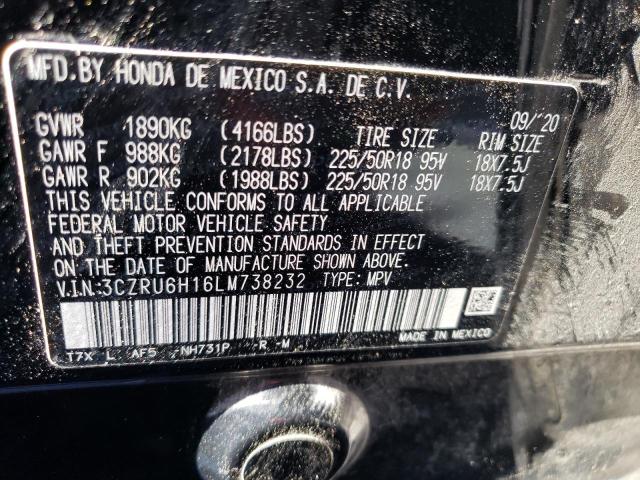 MFD.BY HONDA DE MEXICO S.A. DE C.V.
09/'20
GVWR 1890KG (4166LBS) TIRE SIZE RIM SIZE
GAWR F 988KG (2178LBS) 225/50R18 95V 18X7.5J
GAWR R 902KG (1988LBS) 225/50R18 95V 18X7.5J
THIS VEHICLE CONFORMS TO ALL APPLICABLE
FEDERAL MOTOR VEHICLE SAFETY
AND THEFT PREVENTION STANDARDS IN EFFECT
ON THE DATE OF MANUFACTURE SHOWN ABOVE.
V.I.N:3CZRU6H16LM738232 TYPE: MPV
MADE IN MEXICO
T7X L AF5 NH731P -R -M